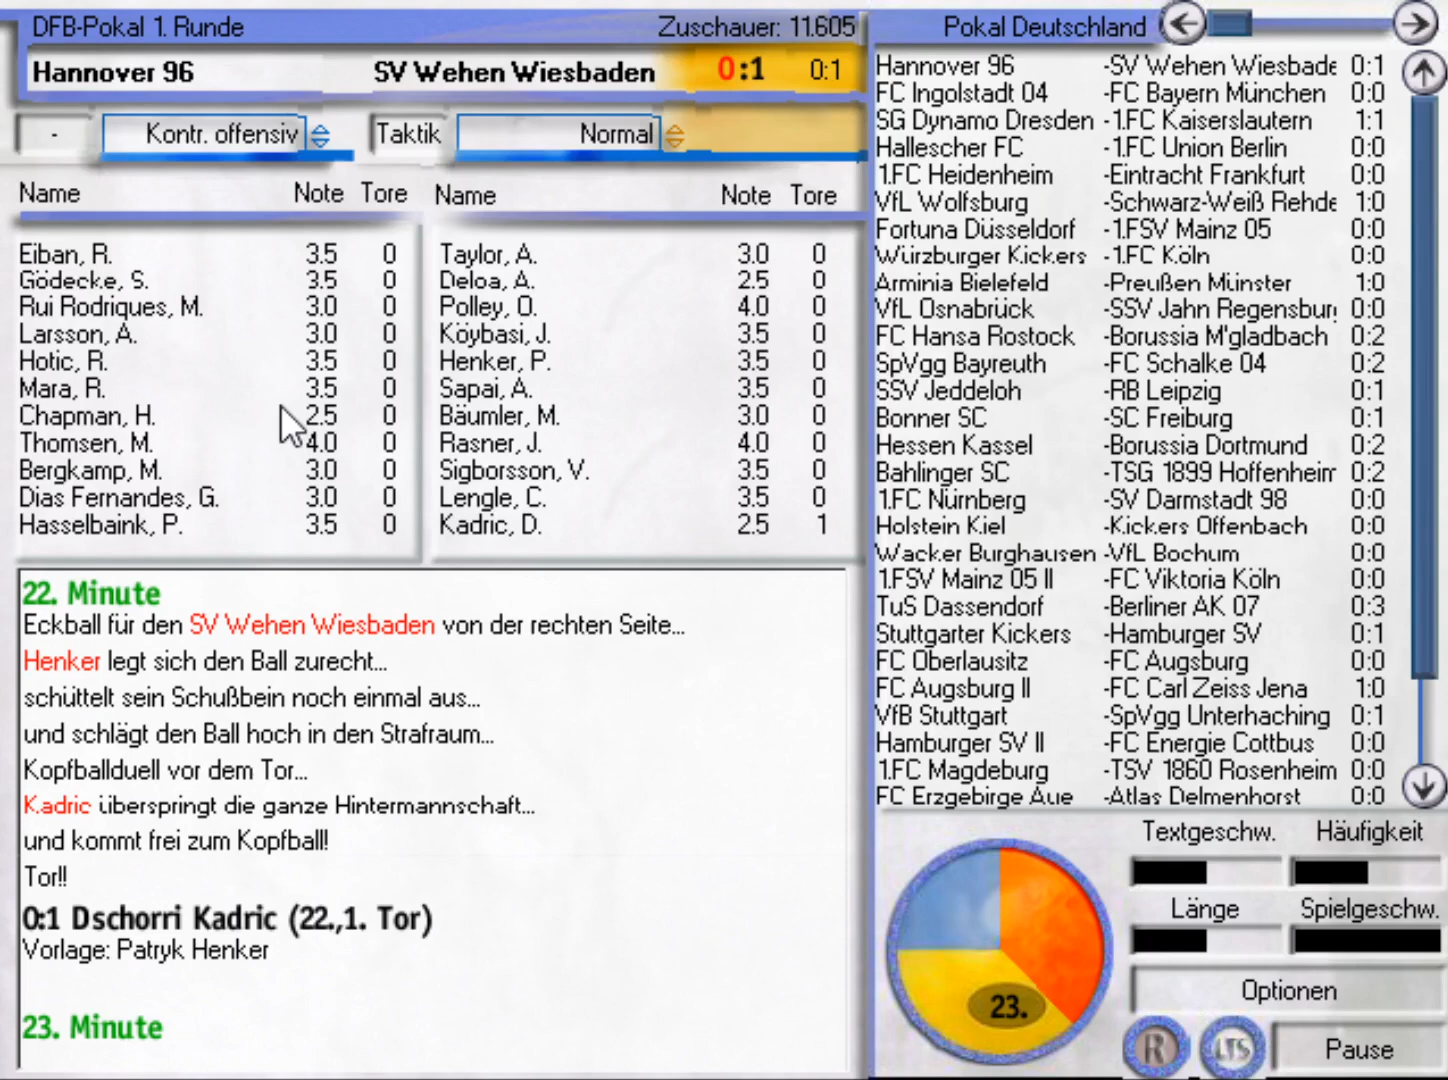 DFB-Pokal 1. Runde Zuschauer: 11.605
Hannover 96 SV Wehen Wiesbaden 0:1 0:1
- Kontr. offensiv Taktik Normal
Name Note Tore Name Note Tore
Eiban, R. 3.5 0 Taylor, A. 3.0 0
Gödecke, S. 3.5 0 Deloa, A. 2.5 0
Rui Rodriques, M. 3.0 0 Polley, O. 4.0 0
Larsson, A. 3.0 0 Köybasi, J. 3.5 0
Hotic, R. 3.5 0 Henker, P. 3.5 0
Mara, R. 3.5 0 Sapai, A. 3.5 0
Chapman, H. 2.5 0 Bäumler, M. 3.0 0
Thomsen, M. 4.0 0 Rasner, J. 4.0 0
Bergkamp, M. 3.0 0 Sigborsson, V. 3.5 0
Dias Fernandes, G. 3.0 0 Lengle, C. 3.5 0
Hasselbaink, P. 3.5 0 Kadric, D. 2.5 1
22. Minute
Eckball für den SV Wehen Wiesbaden von der rechten Seite...
Henker legt sich den Ball zurecht...
schüttelt sein Schußbein noch einmal aus...
und schlägt den Ball hoch in den Strafraum...
Kopfballduell vor dem Tor...
Kadric überspringt die ganze Hintermannschaft...
und kommt frei zum Kopfball!
Tor!!
0:1 Dschorri Kadric (22.,1. Tor)
Vorlage: Patryk Henker
23. Minute
Pokal Deutschland
Hannover 96 -SV Wehen Wiesbade 0:1
FC Ingolstadt 04 -FC Bayern München 0:0
SG Dynamo Dresden -1.FC Kaiserslautern 1:1
Hallescher FC -1.FC Union Berlin 0:0
1.FC Heidenheim -Eintracht Frankfurt 0:0
VfL Wolfsburg -Schwarz-Weiß Rehde 1:0
Fortuna Düsseldorf -1.FSV Mainz 05 0:0
Würzburger Kickers -1.FC Köln 0:0
Arminia Bielefeld -Preußen Münster 1:0
VfL Osnabrück -SSV Jahn Regensbur 0:0
FC Hansa Rostock -Borussia M'gladbach 0:2
SpVgg Bayreuth -FC Schalke 04 0:2
SSV Jeddeloh -RB Leipzig 0:1
Bonner SC -SC Freiburg 0:1
Hessen Kassel -Borussia Dortmund 0:2
Bahlinger SC -TSG 1899 Hoffenheim 0:2
1.FC Nürnberg -SV Darmstadt 98 0:0
Holstein Kiel -Kickers Offenbach 0:0
Wacker Burghausen -VfL Bochum 0:0
1.FSV Mainz 05 II -FC Viktoria Köln 0:0
TuS Dassendorf -Berliner AK 07 0:3
Stuttgarter Kickers -Hamburger SV 0:1
FC Oberlausitz -FC Augsburg 0:0
FC Augsburg II -FC Carl Zeiss Jena 1:0
VfB Stuttgart -SpVgg Unterhaching 0:1
Hamburger SV II -FC Energie Cottbus 0:0
1.FC Magdeburg -TSV 1860 Rosenheim 0:0
FC Erzgebirge Aue -Atlas Delmenhorst 0:0
Textgeschw. Häufigkeit
Länge Spielgeschw.
23.
Optionen
R LTS Pause